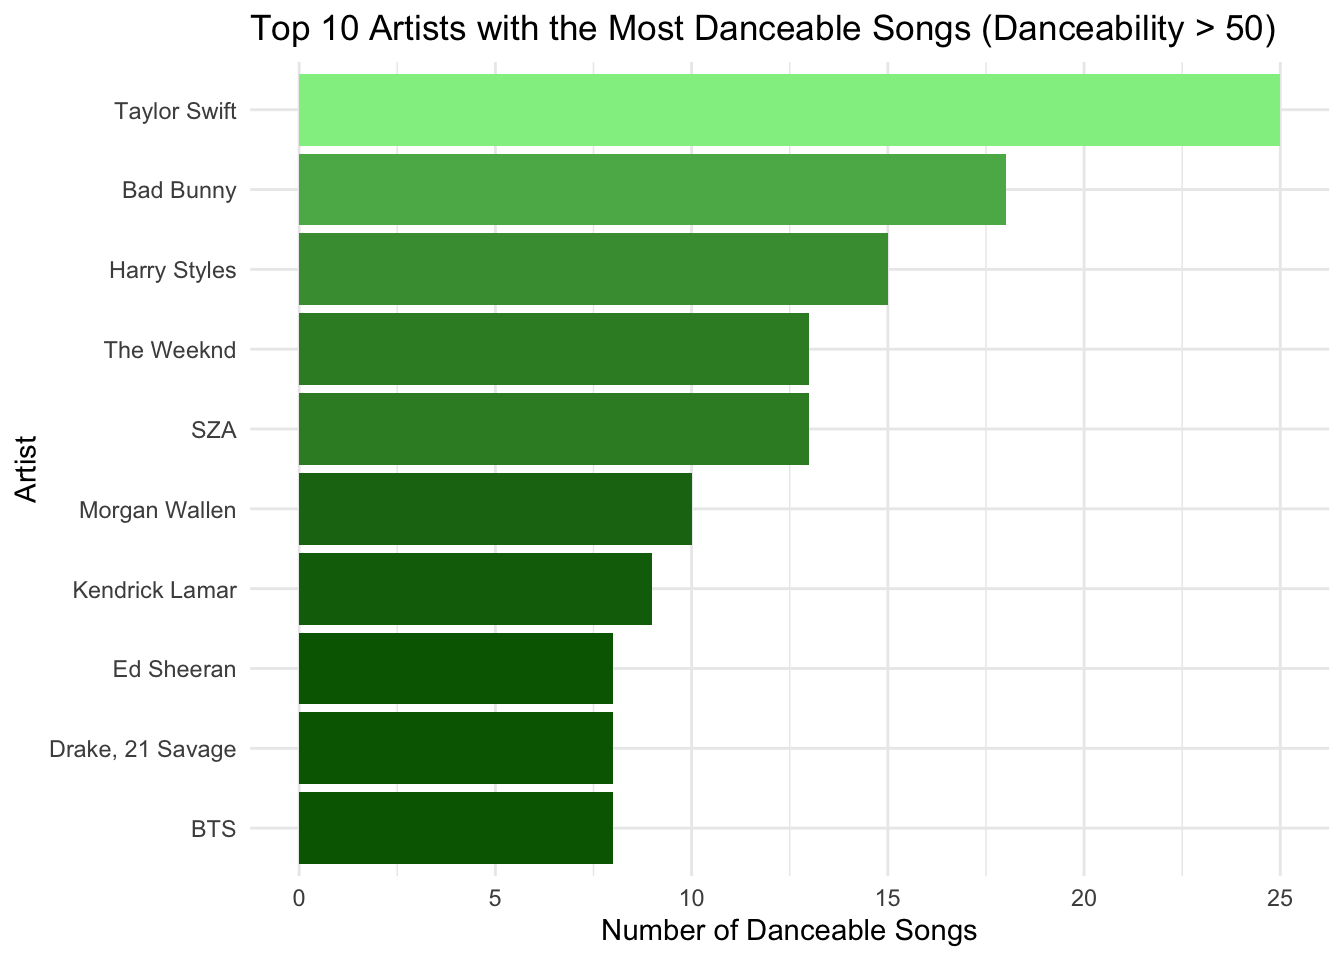 Top 10 Artists with the Most Danceable Songs (Danceability > 50)
Artist
Taylor Swift
Bad Bunny
Harry Styles
The Weeknd
SZA
Morgan Wallen
Kendrick Lamar
Ed Sheeran
Drake, 21 Savage
BTS
0 5 10 15 20 25
Number of Danceable Songs